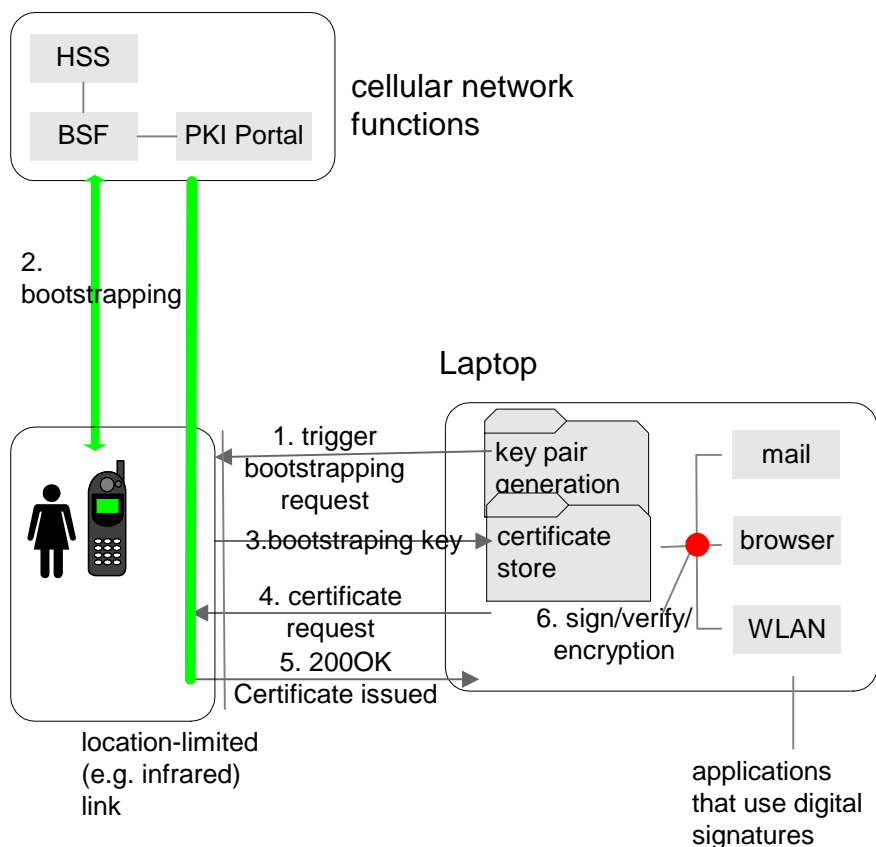 HSS
BSF
PKI Portal
cellular network
functions
2.
bootstrapping
Laptop
1. trigger
bootstrapping
request
key pair
generation
mail
3.bootstraping key
certificate
store
browser
4. certificate
request
6. sign/verify/
encryption
WLAN
5. 200OK
Certificate issued
location-limited
(e.g. infrared)
link
applications
that use digital
signatures